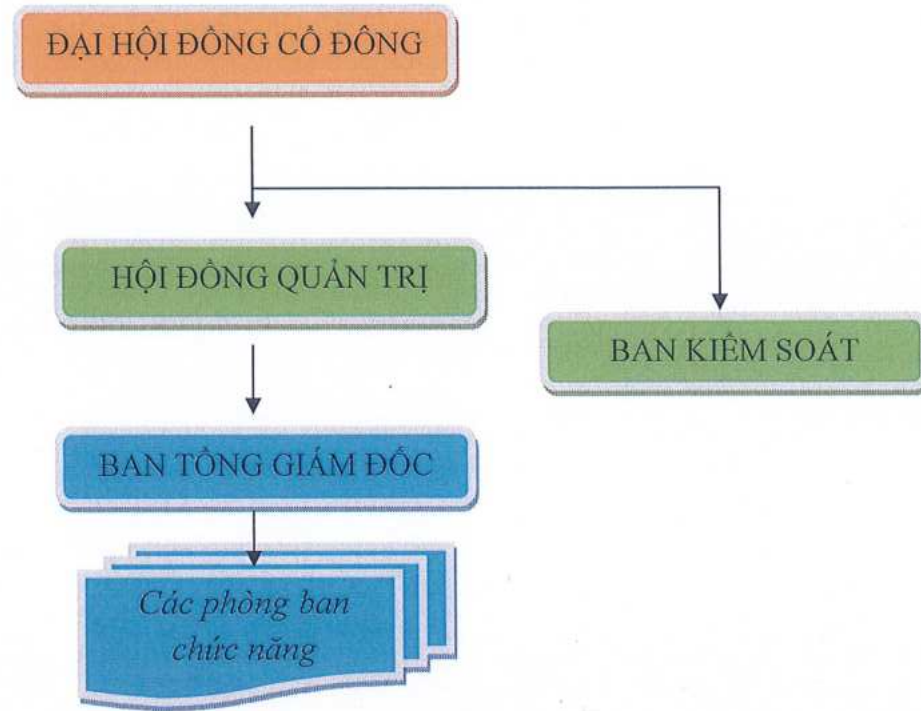 ĐẠI HỘI ĐỒNG CỔ ĐÔNG
HỘI ĐỒNG QUẢN TRỊ
BAN KIỂM SOÁT
BAN TỔNG GIÁM ĐỐC
Các phòng ban
chức năng